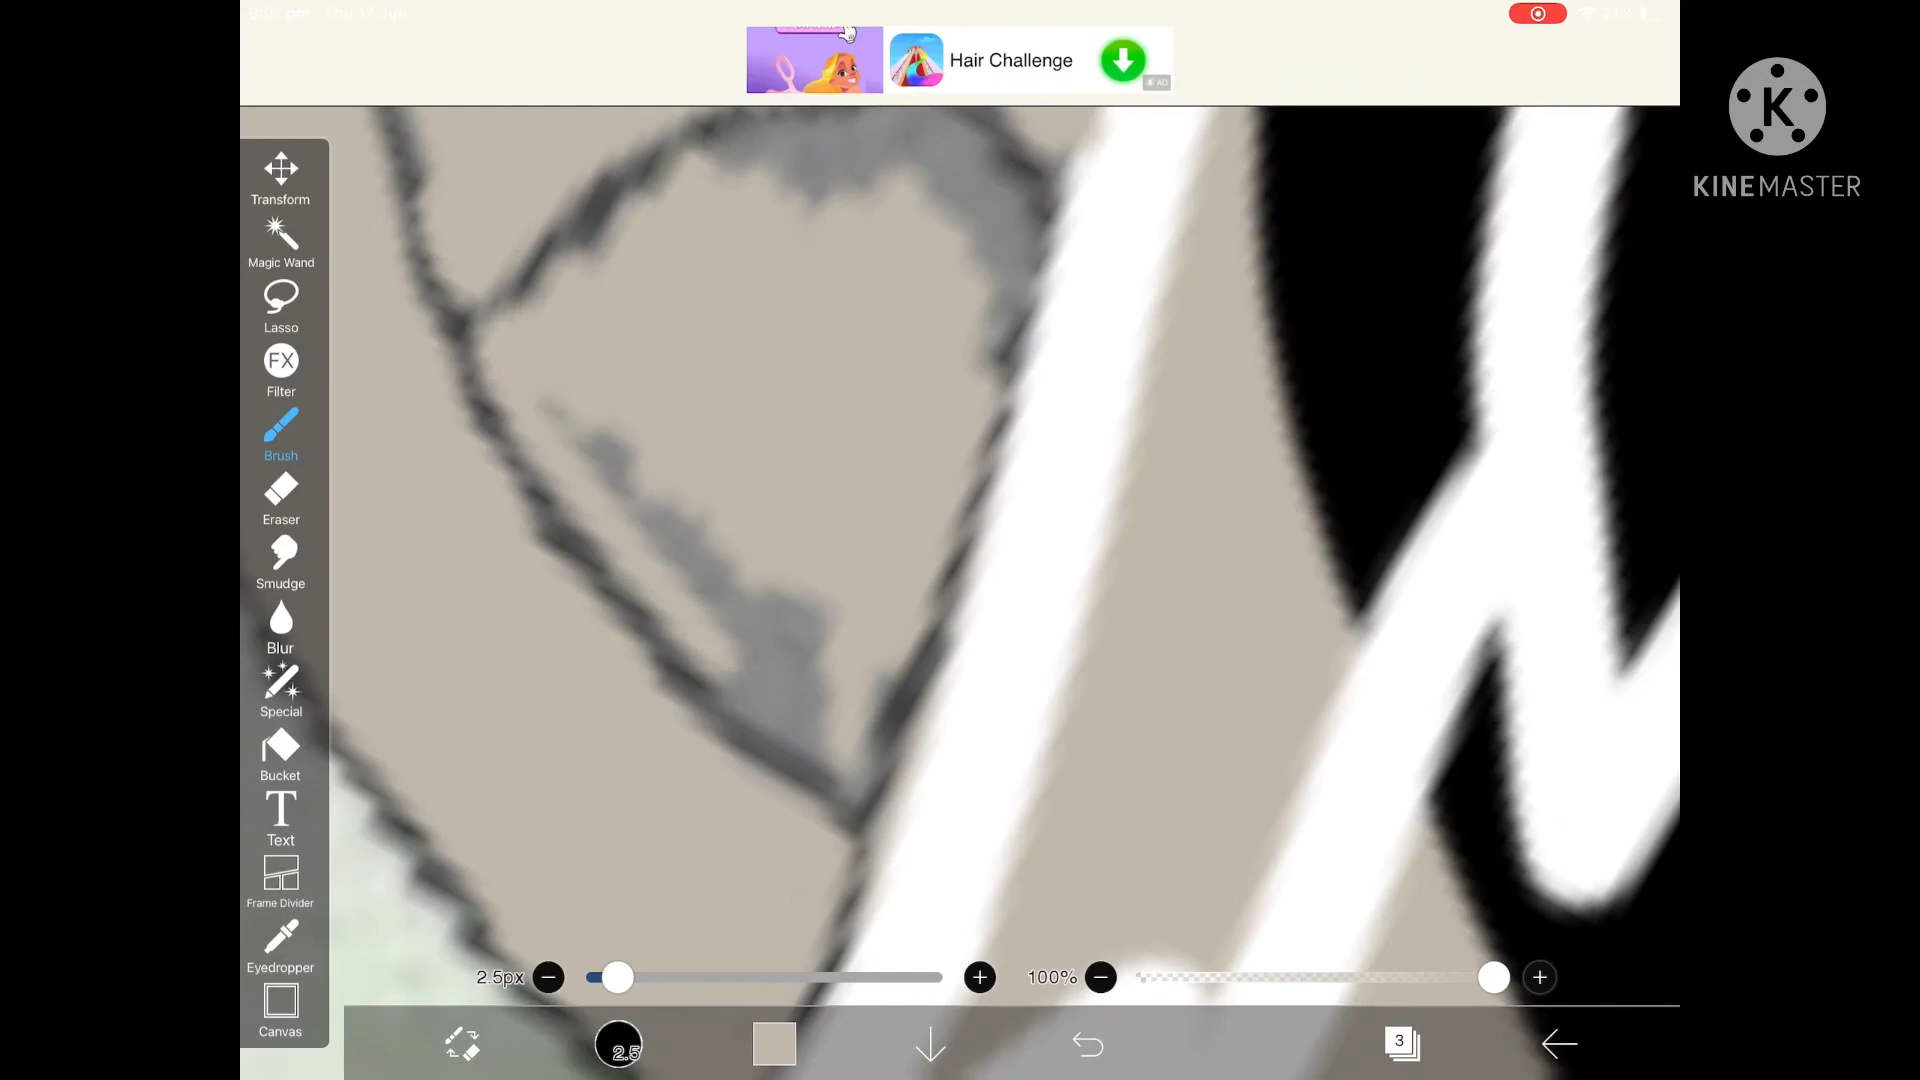 Hair Challenge
AD
KINEMASTER
K
Transform
Magic Wand
Lasso
FX
Filter
Brush
Eraser
Smudge
Blur
Special
Bucket
T
Text
Frame Divider
Eyedropper
Canvas
2.5px
100%
2.5
3